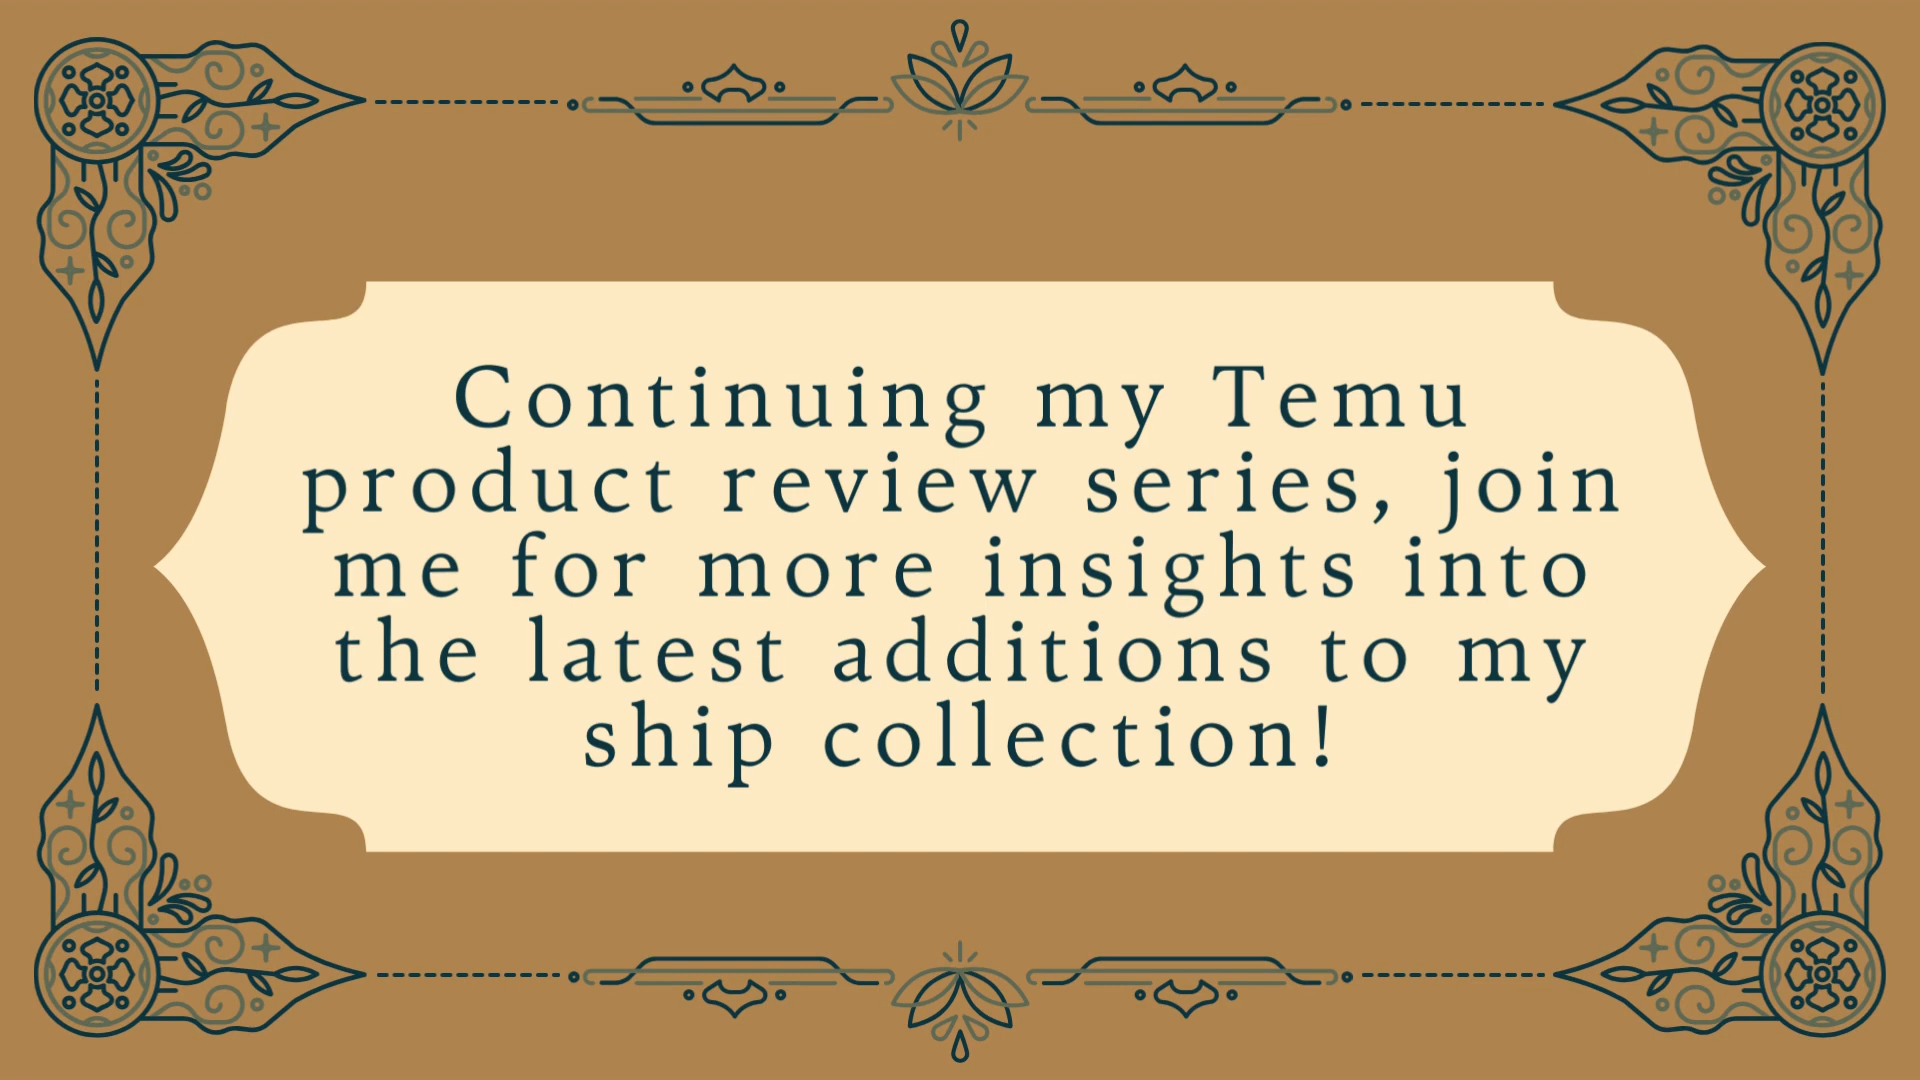 Continuing my Temu
product review series, join
me for more insights into
the latest additions to my
ship collection!